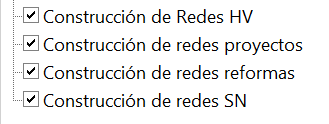 Construcción de Redes HV
Construcción de redes proyectos
Construcción de redes reformas
Construcción de redes SN